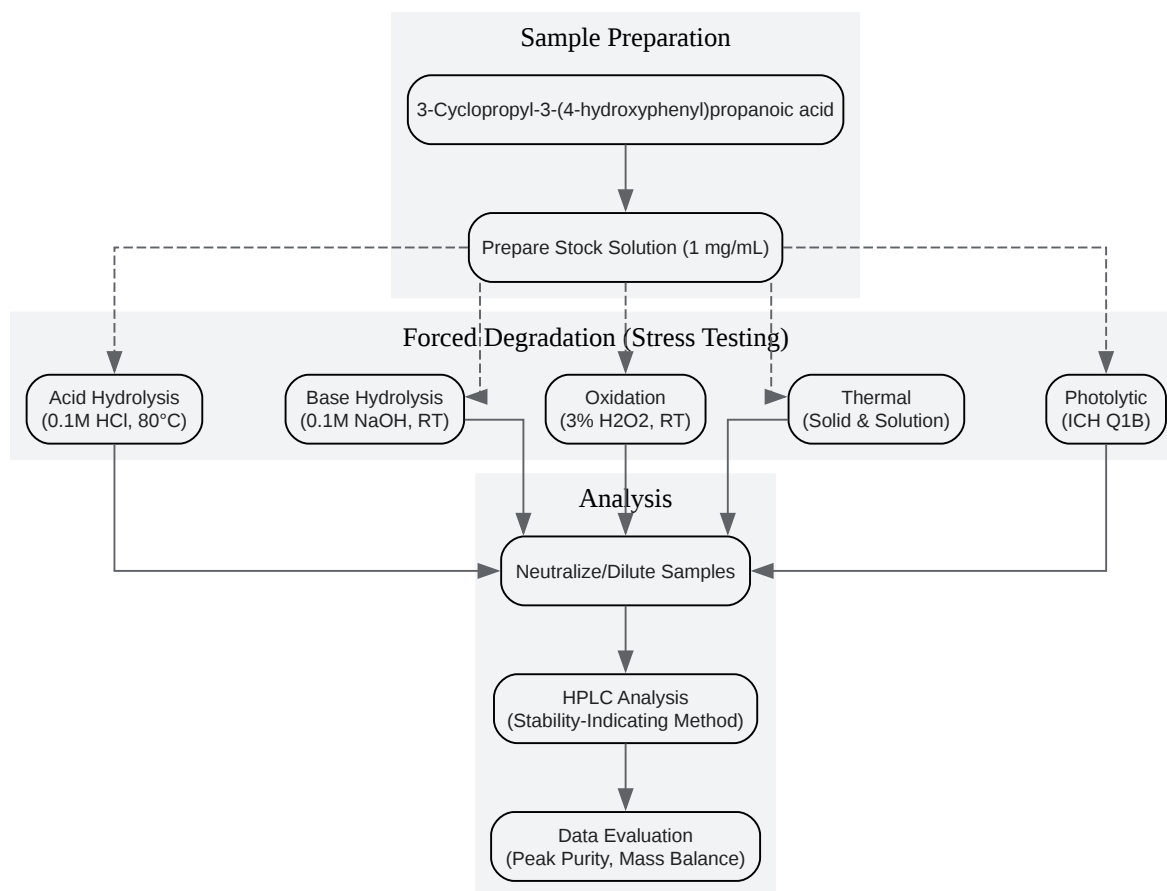 Sample Preparation
3-Cyclopropyl-3-(4-hydroxyphenyl)propanoic acid
Prepare Stock Solution (1 mg/mL)
Forced Degradation (Stress Testing)
Acid Hydrolysis
(0.1M HCl, 80°C)
Base Hydrolysis
(0.1M NaOH, RT)
Oxidation
(3% H2O2, RT)
Thermal
(Solid & Solution)
Photolytic
(ICH Q1B)
Analysis
Neutralize/Dilute Samples
HPLC Analysis
(Stability-Indicating Method)
Data Evaluation
(Peak Purity, Mass Balance)